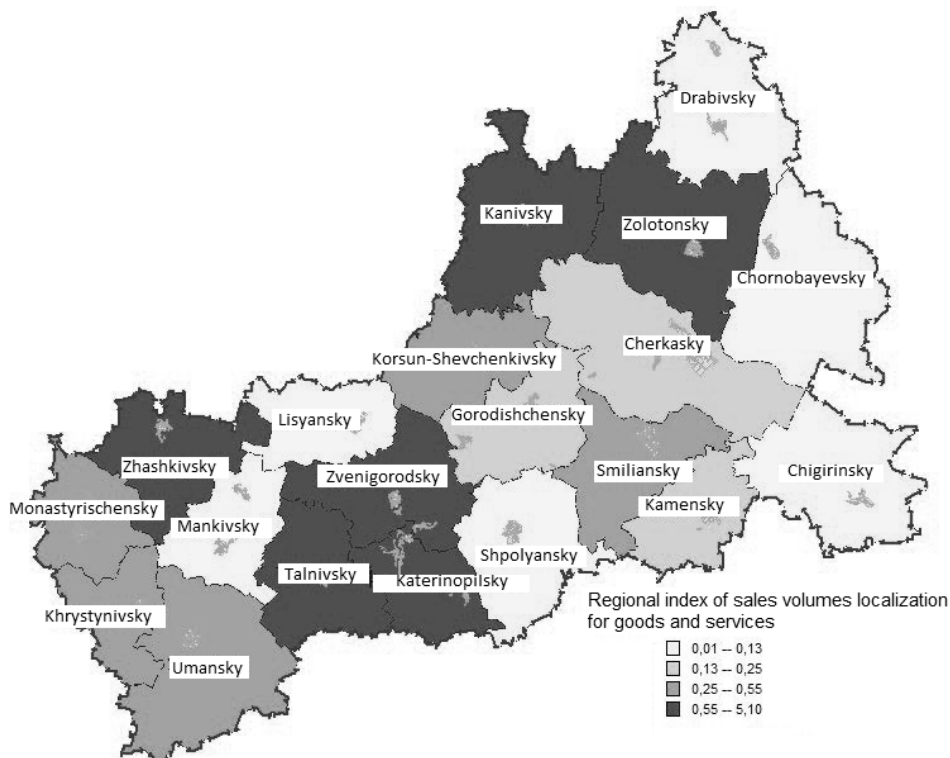 Drabivsky
Kanivsky
Zolotonsky
Chornobayevsky
Cherkasky
Korsun-Shevchenkivsky
Lisyansky
Gorodishchensky
Zhashkivsky
Zvenigorodsky
Smiliansky
Chigirinsky
Monastyrischensky
Kamensky
Mankivsky
Shpolyansky
Talnivsky
Katerinopilsky
Khrystynivsky
Umansky
Regional index of sales volumes localization
for goods and services
0,01 -- 0,13
0,13 -- 0,25
0,25 -- 0,55
0,55 -- 5,10